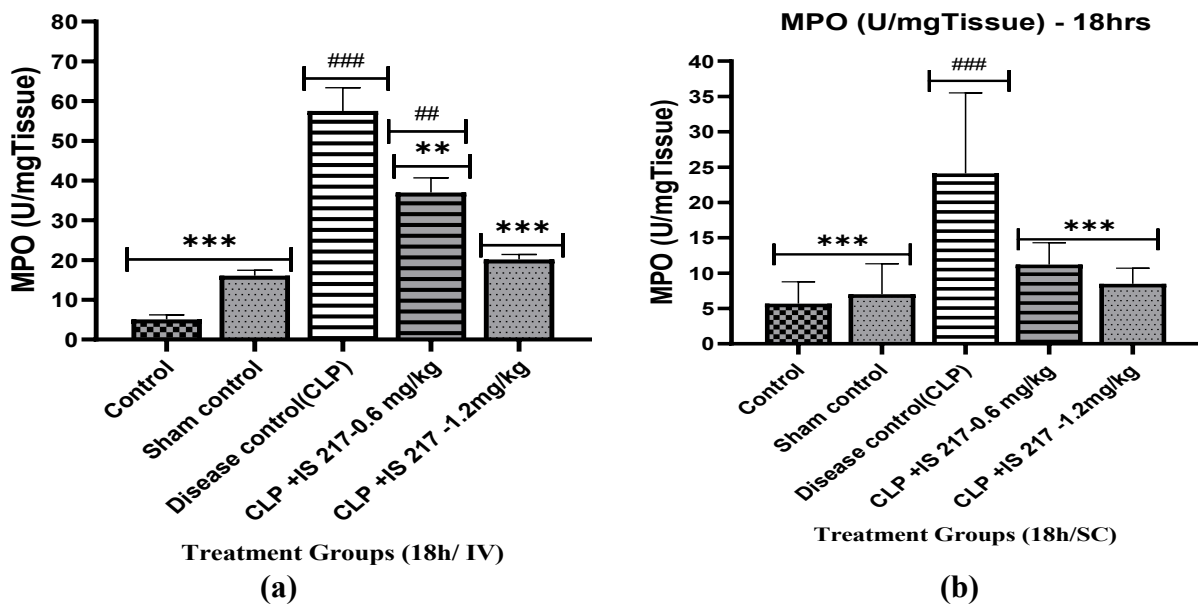 MPO (U/mgTissue)
80
70
60
50
40
30
20
10
0
***
###
##
**
***
Control
Sham control
Disease control(CLP)
CLP +IS 217-0.6 mg/kg
CLP +IS 217 -1.2mg/kg
Treatment Groups (18h/ IV)
(a)
MPO (U/mgTissue) - 18hrs
MPO (U/mgTissue)
40
35
30
25
20
15
10
5
0
***
###
***
Control
Sham control
Disease control(CLP)
CLP +IS 217-0.6 mg/kg
CLP +IS 217 -1.2mg/kg
Treatment Groups (18h/SC)
(b)